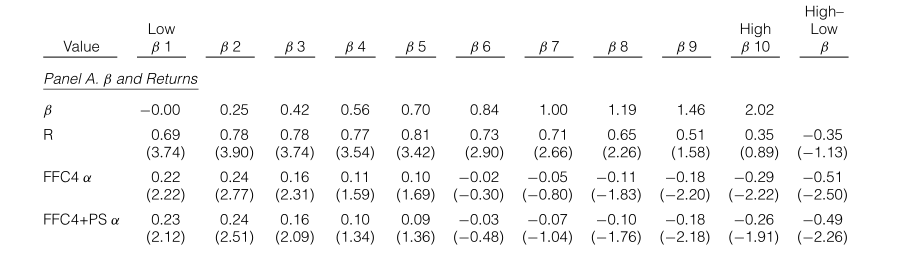 High–
Low High Low
Value β 1 β 2 β 3 β 4 β 5 β 6 β 7 β 8 β 9 β 10 β
Panel A. β and Returns
β −0.00 0.25 0.42 0.56 0.70 0.84 1.00 1.19 1.46 2.02
R 0.69 0.78 0.78 0.77 0.81 0.73 0.71 0.65 0.51 0.35 −0.35
(3.74) (3.90) (3.74) (3.54) (3.42) (2.90) (2.66) (2.26) (1.58) (0.89) (−1.13)
FFC4 α 0.22 0.24 0.16 0.11 0.10 −0.02 −0.05 −0.11 −0.18 −0.29 −0.51
(2.22) (2.77) (2.31) (1.59) (1.69) (−0.30) (−0.80) (−1.83) (−2.20) (−2.22) (−2.50)
FFC4+PS α 0.23 0.24 0.16 0.10 0.09 −0.03 −0.07 −0.10 −0.18 −0.26 −0.49
(2.12) (2.51) (2.09) (1.34) (1.36) (−0.48) (−1.04) (−1.76) (−2.18) (−1.91) (−2.26)